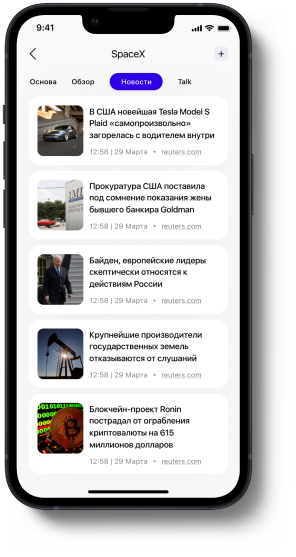 9:41
SpaceX
+
Основа Обзор Новости Talk
В США новейшая Tesla Model S
Plaid «самопроизвольно»
загорелась с водителем внутри
12:58 | 29 Марта • reuters.com
Прокуратура США поставила
под сомнение показания жены
бывшего банкира Goldman
12:58 | 29 Марта • reuters.com
Байден, европейские лидеры
скептически относятся к
действиям России
12:58 | 29 Марта • reuters.com
Крупнейшие производители
государственных земель
отказываются от слушаний
12:58 | 29 Марта • reuters.com
Блокчейн-проект Ronin
пострадал от ограбления
криптовалюты на 615
миллионов долларов
12:58 | 29 Марта • reuters.com